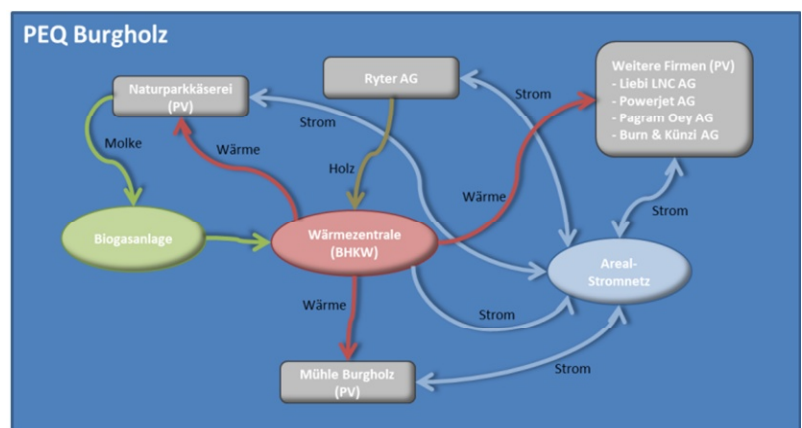 PEQ Burgholz
Naturparkkäserei
(PV)
Ryter AG
Weitere Firmen (PV)
- Liebi LNC AG
- Powerjet AG
- Pagram Oey AG
- Burn & Künzi AG
Strom
Strom
Molke
Wärme
Holz
Wärme
Strom
Biogasanlage
Wärmezentrale
(BHKW)
Areal-
Stromnetz
Wärme
Strom
Mühle Burgholz
(PV)
Strom